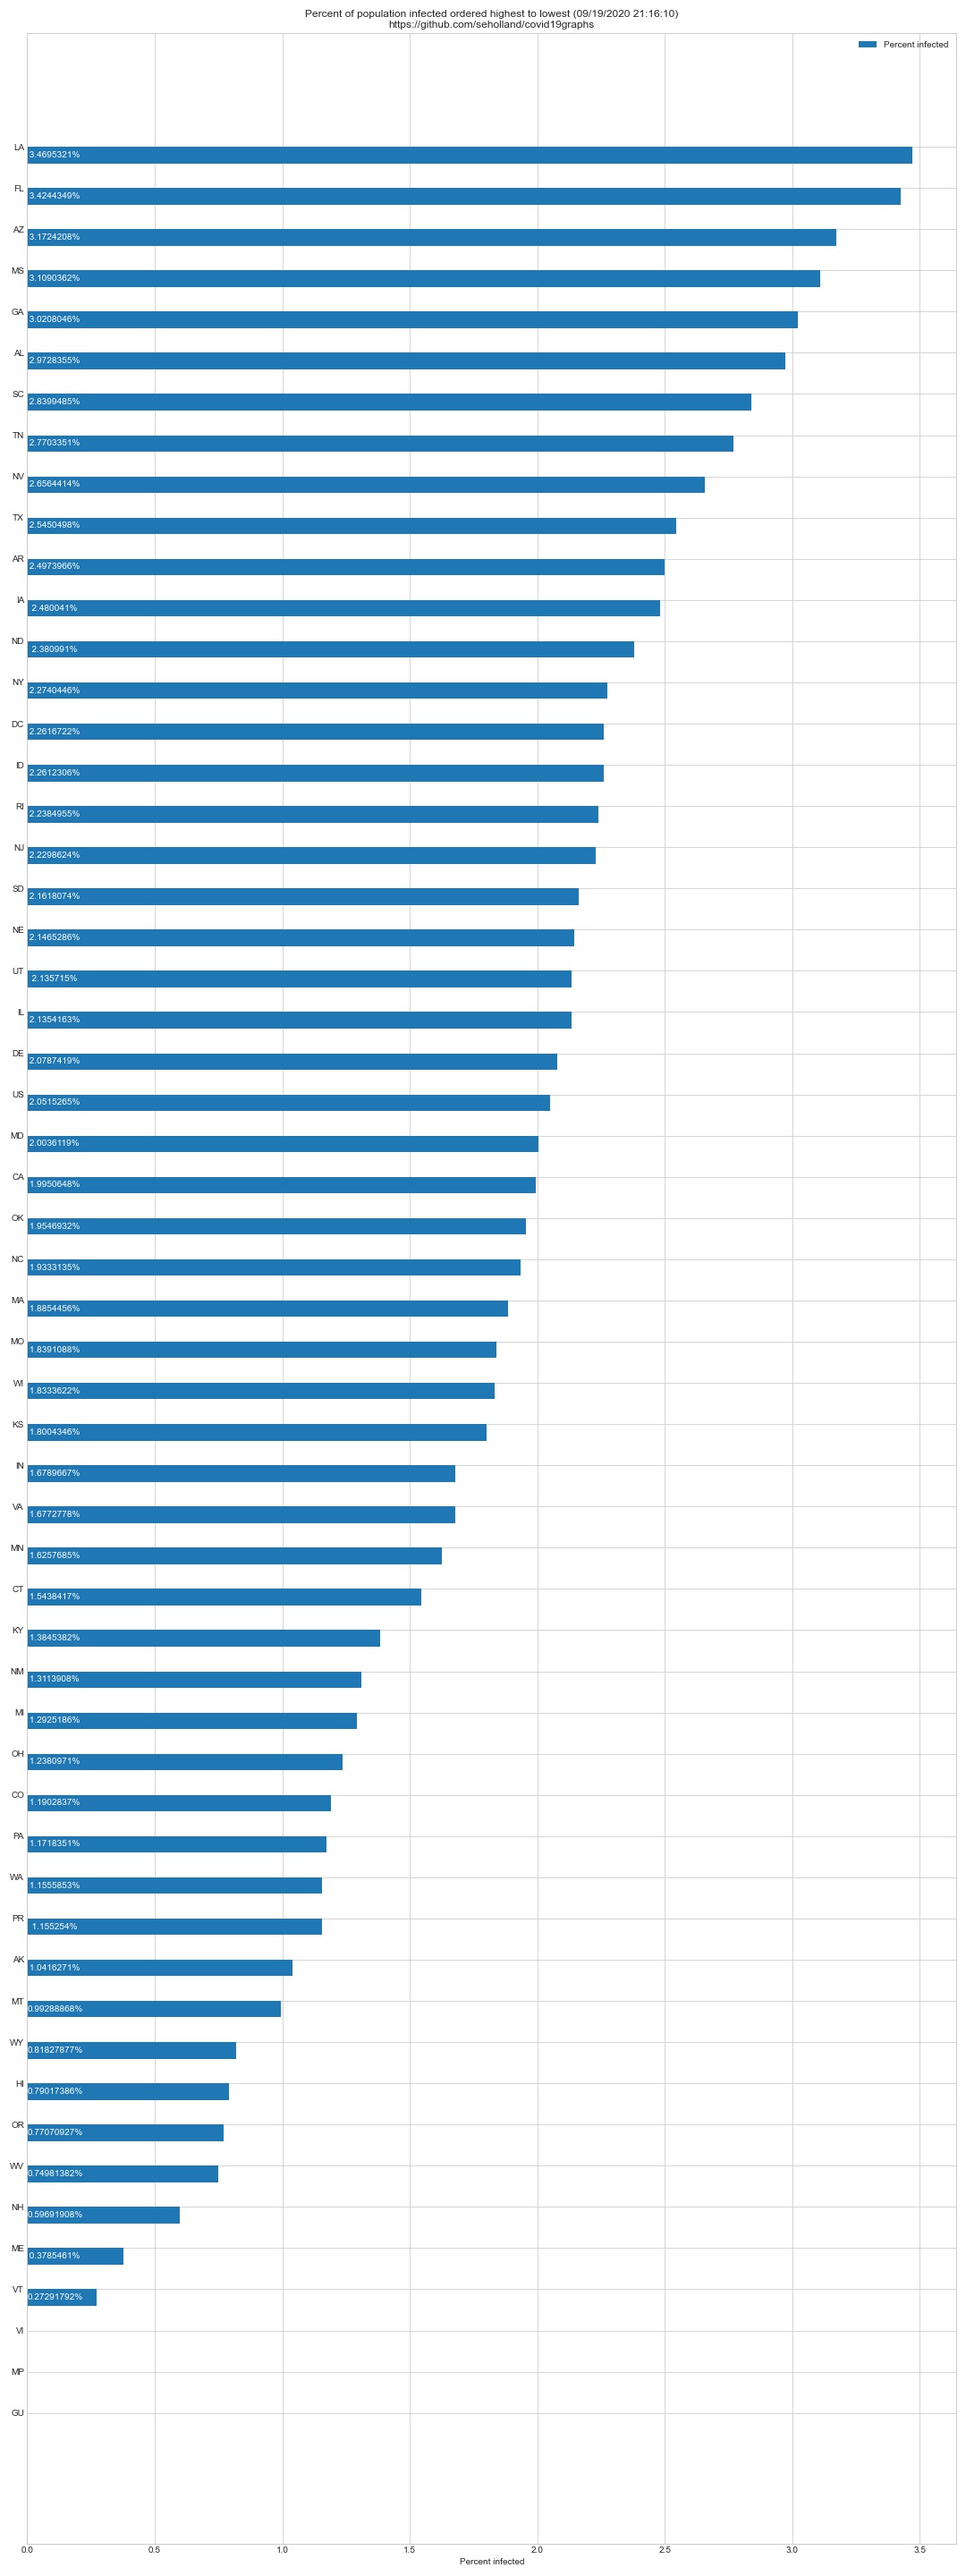 Percent of population infected ordered highest to lowest (09/19/2020 21:16:10)
https://github.com/seholland/covid19graphs
Percent infected
LA
3.4695321%
FL
3.4244349%
AZ
3.1724208%
MS
3.1090362%
GA
3.0208046%
AL
2.9728355%
SC
2.8399485%
TN
2.7703351%
NV
2.6564414%
TX
2.5450498%
AR
2.4973966%
IA
2.480041%
ND
2.380991%
NY
2.2740446%
DC
2.2616722%
ID
2.2612306%
RI
2.2384955%
NJ
2.2298624%
SD
2.1618074%
NE
2.1465286%
UT
2.135715%
IL
2.1354163%
DE
2.0787419%
US
2.0515265%
MD
2.0036119%
CA
1.9950648%
OK
1.9546932%
NC
1.9333135%
MA
1.8854456%
MO
1.8391088%
WI
1.8333622%
KS
1.8004346%
IN
1.6789667%
VA
1.6772778%
MN
1.6257685%
CT
1.5438417%
KY
1.3845382%
NM
1.3113908%
MI
1.2925186%
OH
1.2380971%
CO
1.1902837%
PA
1.1718351%
WA
1.1555853%
PR
1.155254%
AK
1.0416271%
MT
0.99288868%
WY
0.81827877%
HI
0.79017386%
OR
0.77070927%
WV
0.74981382%
NH
0.59691908%
ME
0.3785461%
VT
0.27291792%
VI
MP
GU
0.0 0.5 1.0 1.5 2.0 2.5 3.0 3.5
Percent infected